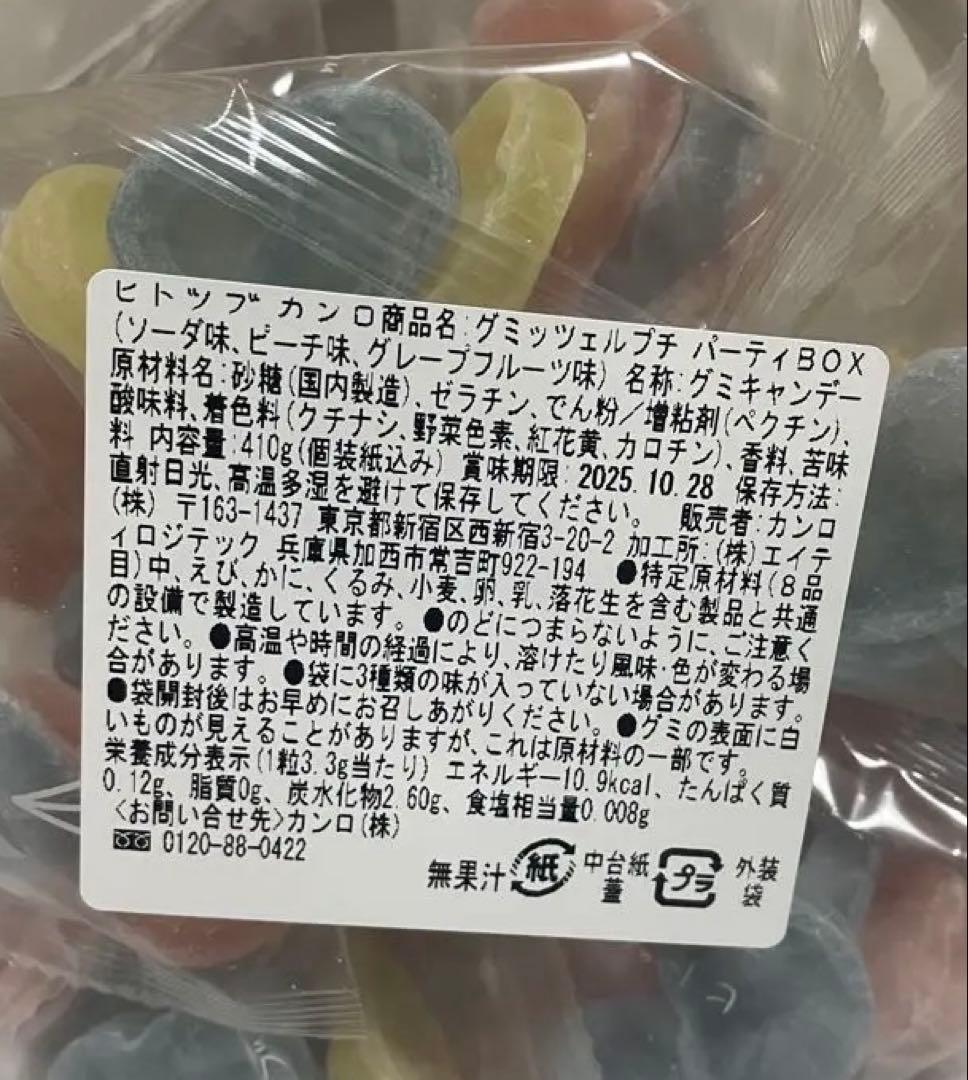 ヒトツブ カンロ商品名:グミッツェルプチ パーティBOX
(ソーダ味、ピーチ味、グレープフルーツ味) 名称:グミキャンデー
原材料名:砂糖(国内製造)、ゼラチン、でん粉/増粘剤(ペクチン)、
酸味料、着色料(クチナシ、野菜色素、紅花黄、カロチン)、香料、苦味
料 内容量:410g(個装紙込み) 賞味期限:2025.10.28 保存方法:
直射日光、高温多湿を避けて保存してください。 販売者:カンロ
(株) 〒163-1437 東京都新宿区西新宿3-20-2 加工所:(株)エイテ
ィロジテック 兵庫県加西市常吉町922-194 ●特定原材料(8品
目)中、えび、かに、くるみ、小麦、卵、乳、落花生を含む製品と共通
の設備で製造しています。 ●のどにつまらないように、ご注意く
ださい。 ●高温や時間の経過により、溶けたり風味・色が変わる場
合があります。 ●袋に3種類の味が入っていない場合があります。
●袋開封後はお早めにお召しあがりください。 ●グミの表面に白
いものが見えることがありますが、これは原材料の一部です。
栄養成分表示(1粒3.3g当たり) エネルギー10.9kcal、たんぱく質
0.12g、脂質0g、炭水化物2.60g、食塩相当量0.008g
<お問い合せ先>カンロ(株)
0120-88-0422
無果汁 紙 中台紙 蓋 プラ 外装袋